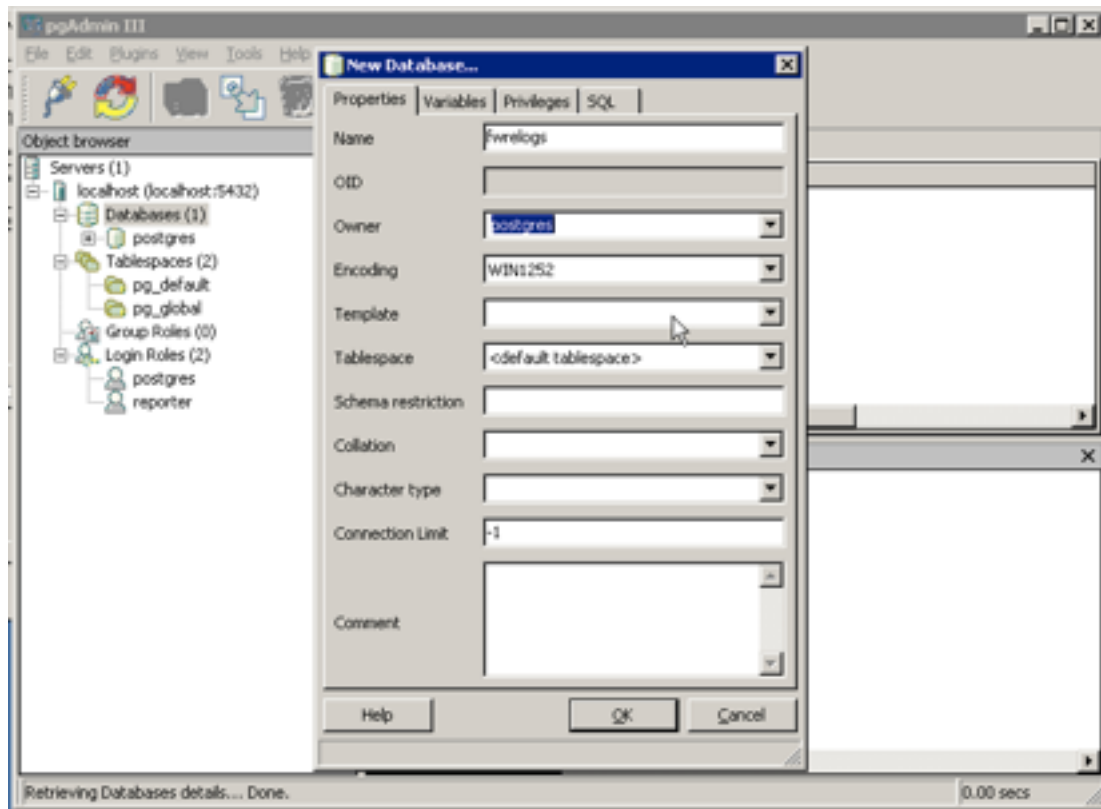 pgAdmin III
File Edit Plugins View Tools Help
Object browser
Servers (1)
localhost (localhost:5432)
Databases (1)
postgres
Tablespaces (2)
pg_default
pg_global
Group Roles (0)
Login Roles (2)
postgres
reporter
New Database...
Properties Variables Privileges SQL
Name fwrelogs
OID
Owner postgres
Encoding WIN1252
Template
Tablespace <default tablespace>
Schema restriction
Collation
Character type
Connection Limit -1
Comment
Help OK Cancel
Retrieving Databases details... Done. 0.00 secs